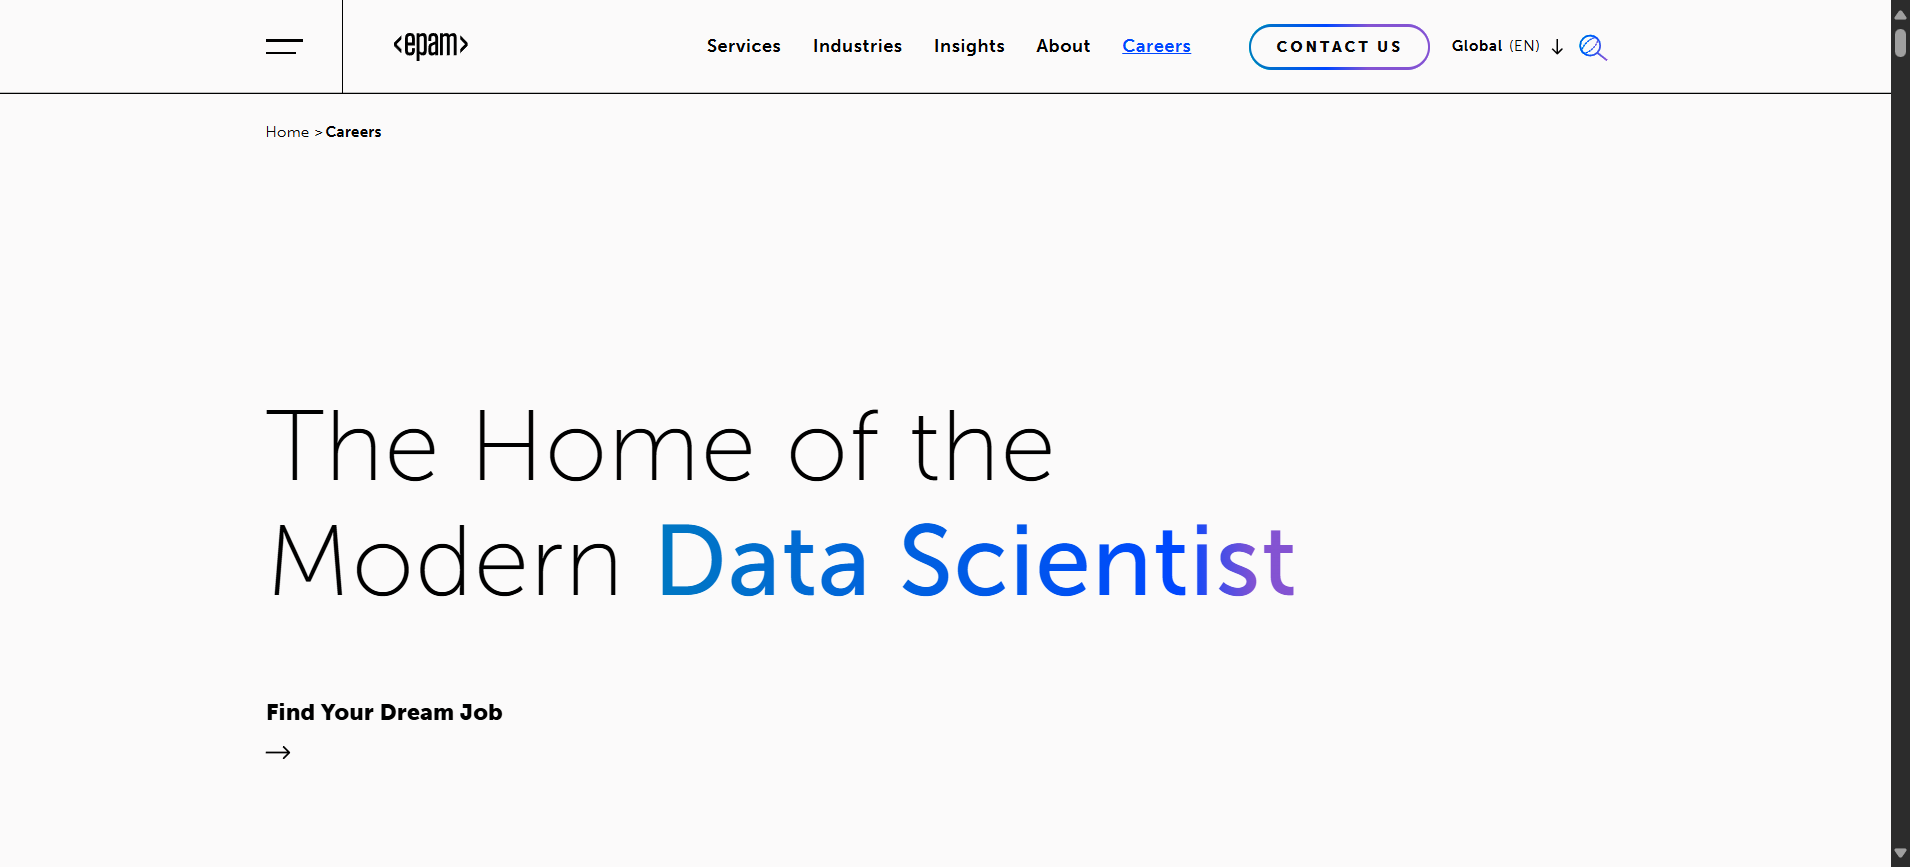 <epam>
Services
Industries
Insights
About
Careers
CONTACT US
Global (EN)
Home > Careers
The Home of the
Modern Data Scientist
Find Your Dream Job